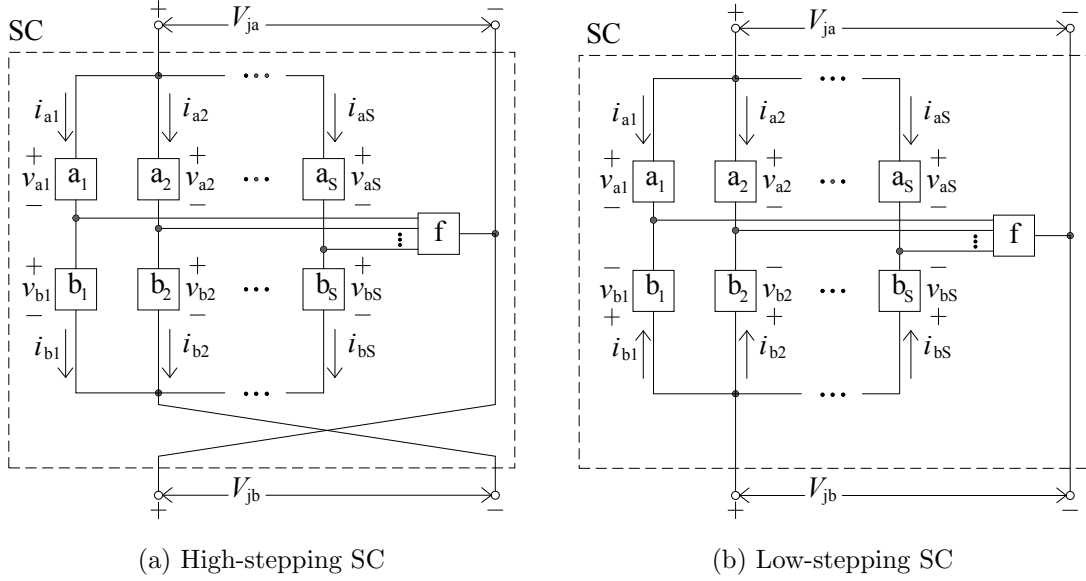 + V_ja − + V_ja −
SC SC
i_a1 i_a2 ••• i_aS i_a1 i_a2 ••• i_aS
+ + + + + +
v_a1 a_1 a_2 v_a2 ••• a_S v_aS v_a1 a_1 a_2 v_a2 ••• a_S v_aS
− − − − − −
f f
+ + + − − −
v_b1 b_1 b_2 v_b2 ••• b_S v_bS v_b1 b_1 b_2 v_b2 ••• b_S v_bS
− − − + + +
i_b1 i_b2 i_bS i_b1 i_b2 i_bS
••• •••
V_jb V_jb
+ − + −
(a) High-stepping SC (b) Low-stepping SC